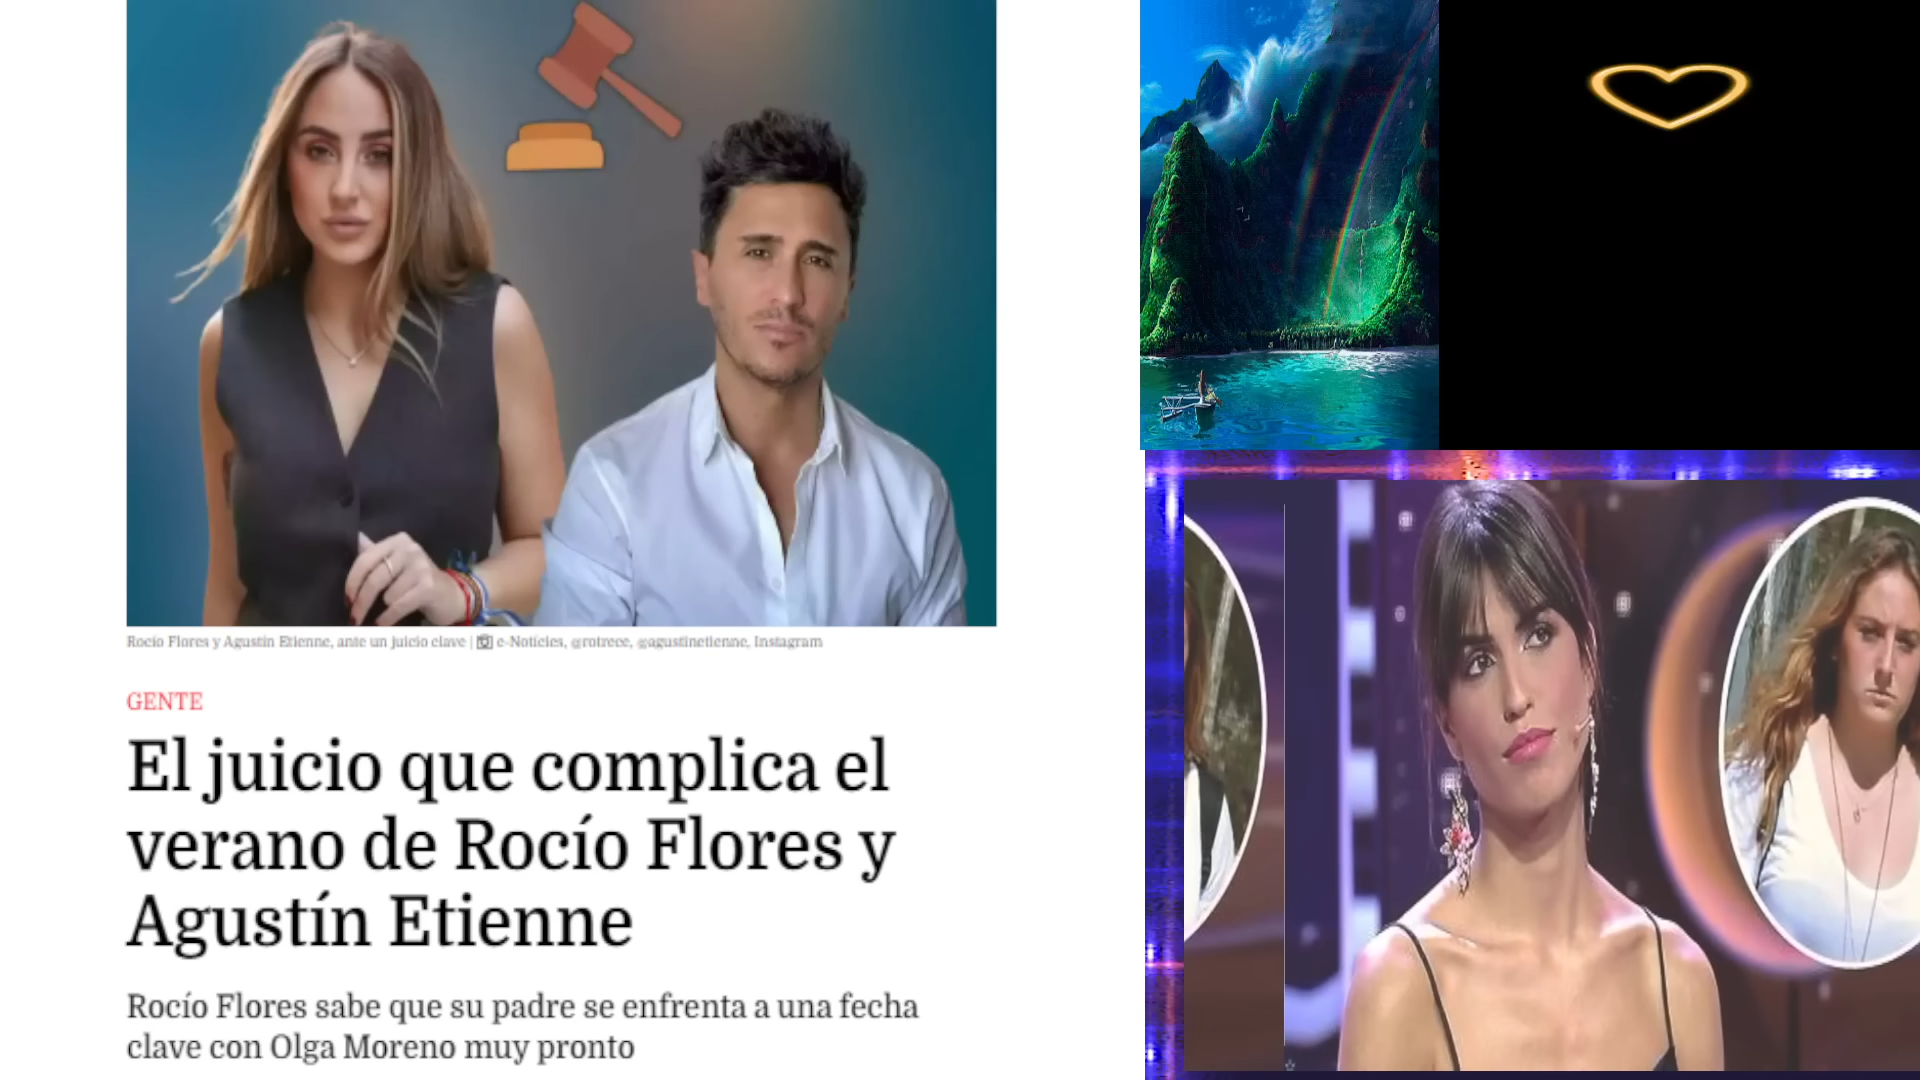 Rocío Flores y Agustín Etienne, ante un juicio clave | e-Noticies, @rotrece, @agustinetienne, Instagram
GENTE
El juicio que complica el
verano de Rocío Flores y
Agustín Etienne
Rocío Flores sabe que su padre se enfrenta a una fecha
clave con Olga Moreno muy pronto